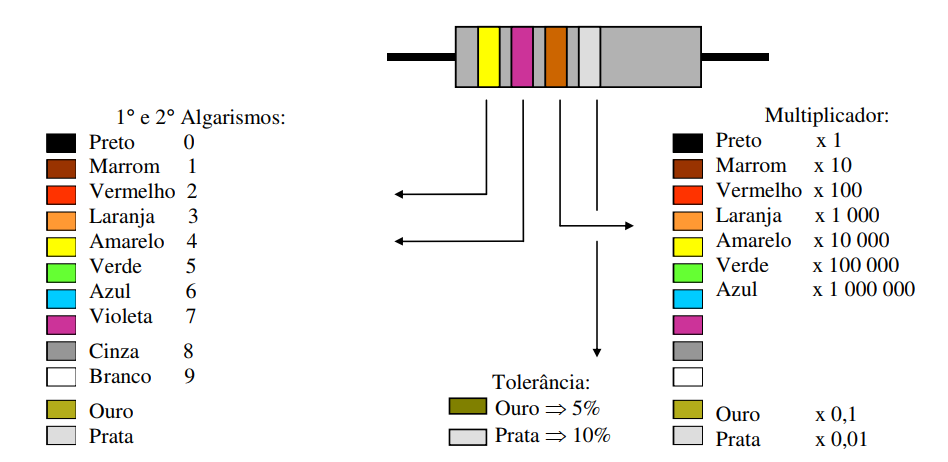 1° e 2° Algarismos:
Preto 0
Marrom 1
Vermelho 2
Laranja 3
Amarelo 4
Verde 5
Azul 6
Violeta 7
Cinza 8
Branco 9
Ouro
Prata
Tolerância:
Ouro ⇒ 5%
Prata ⇒ 10%
Multiplicador:
Preto x 1
Marrom x 10
Vermelho x 100
Laranja x 1 000
Amarelo x 10 000
Verde x 100 000
Azul x 1 000 000
Ouro x 0,1
Prata x 0,01